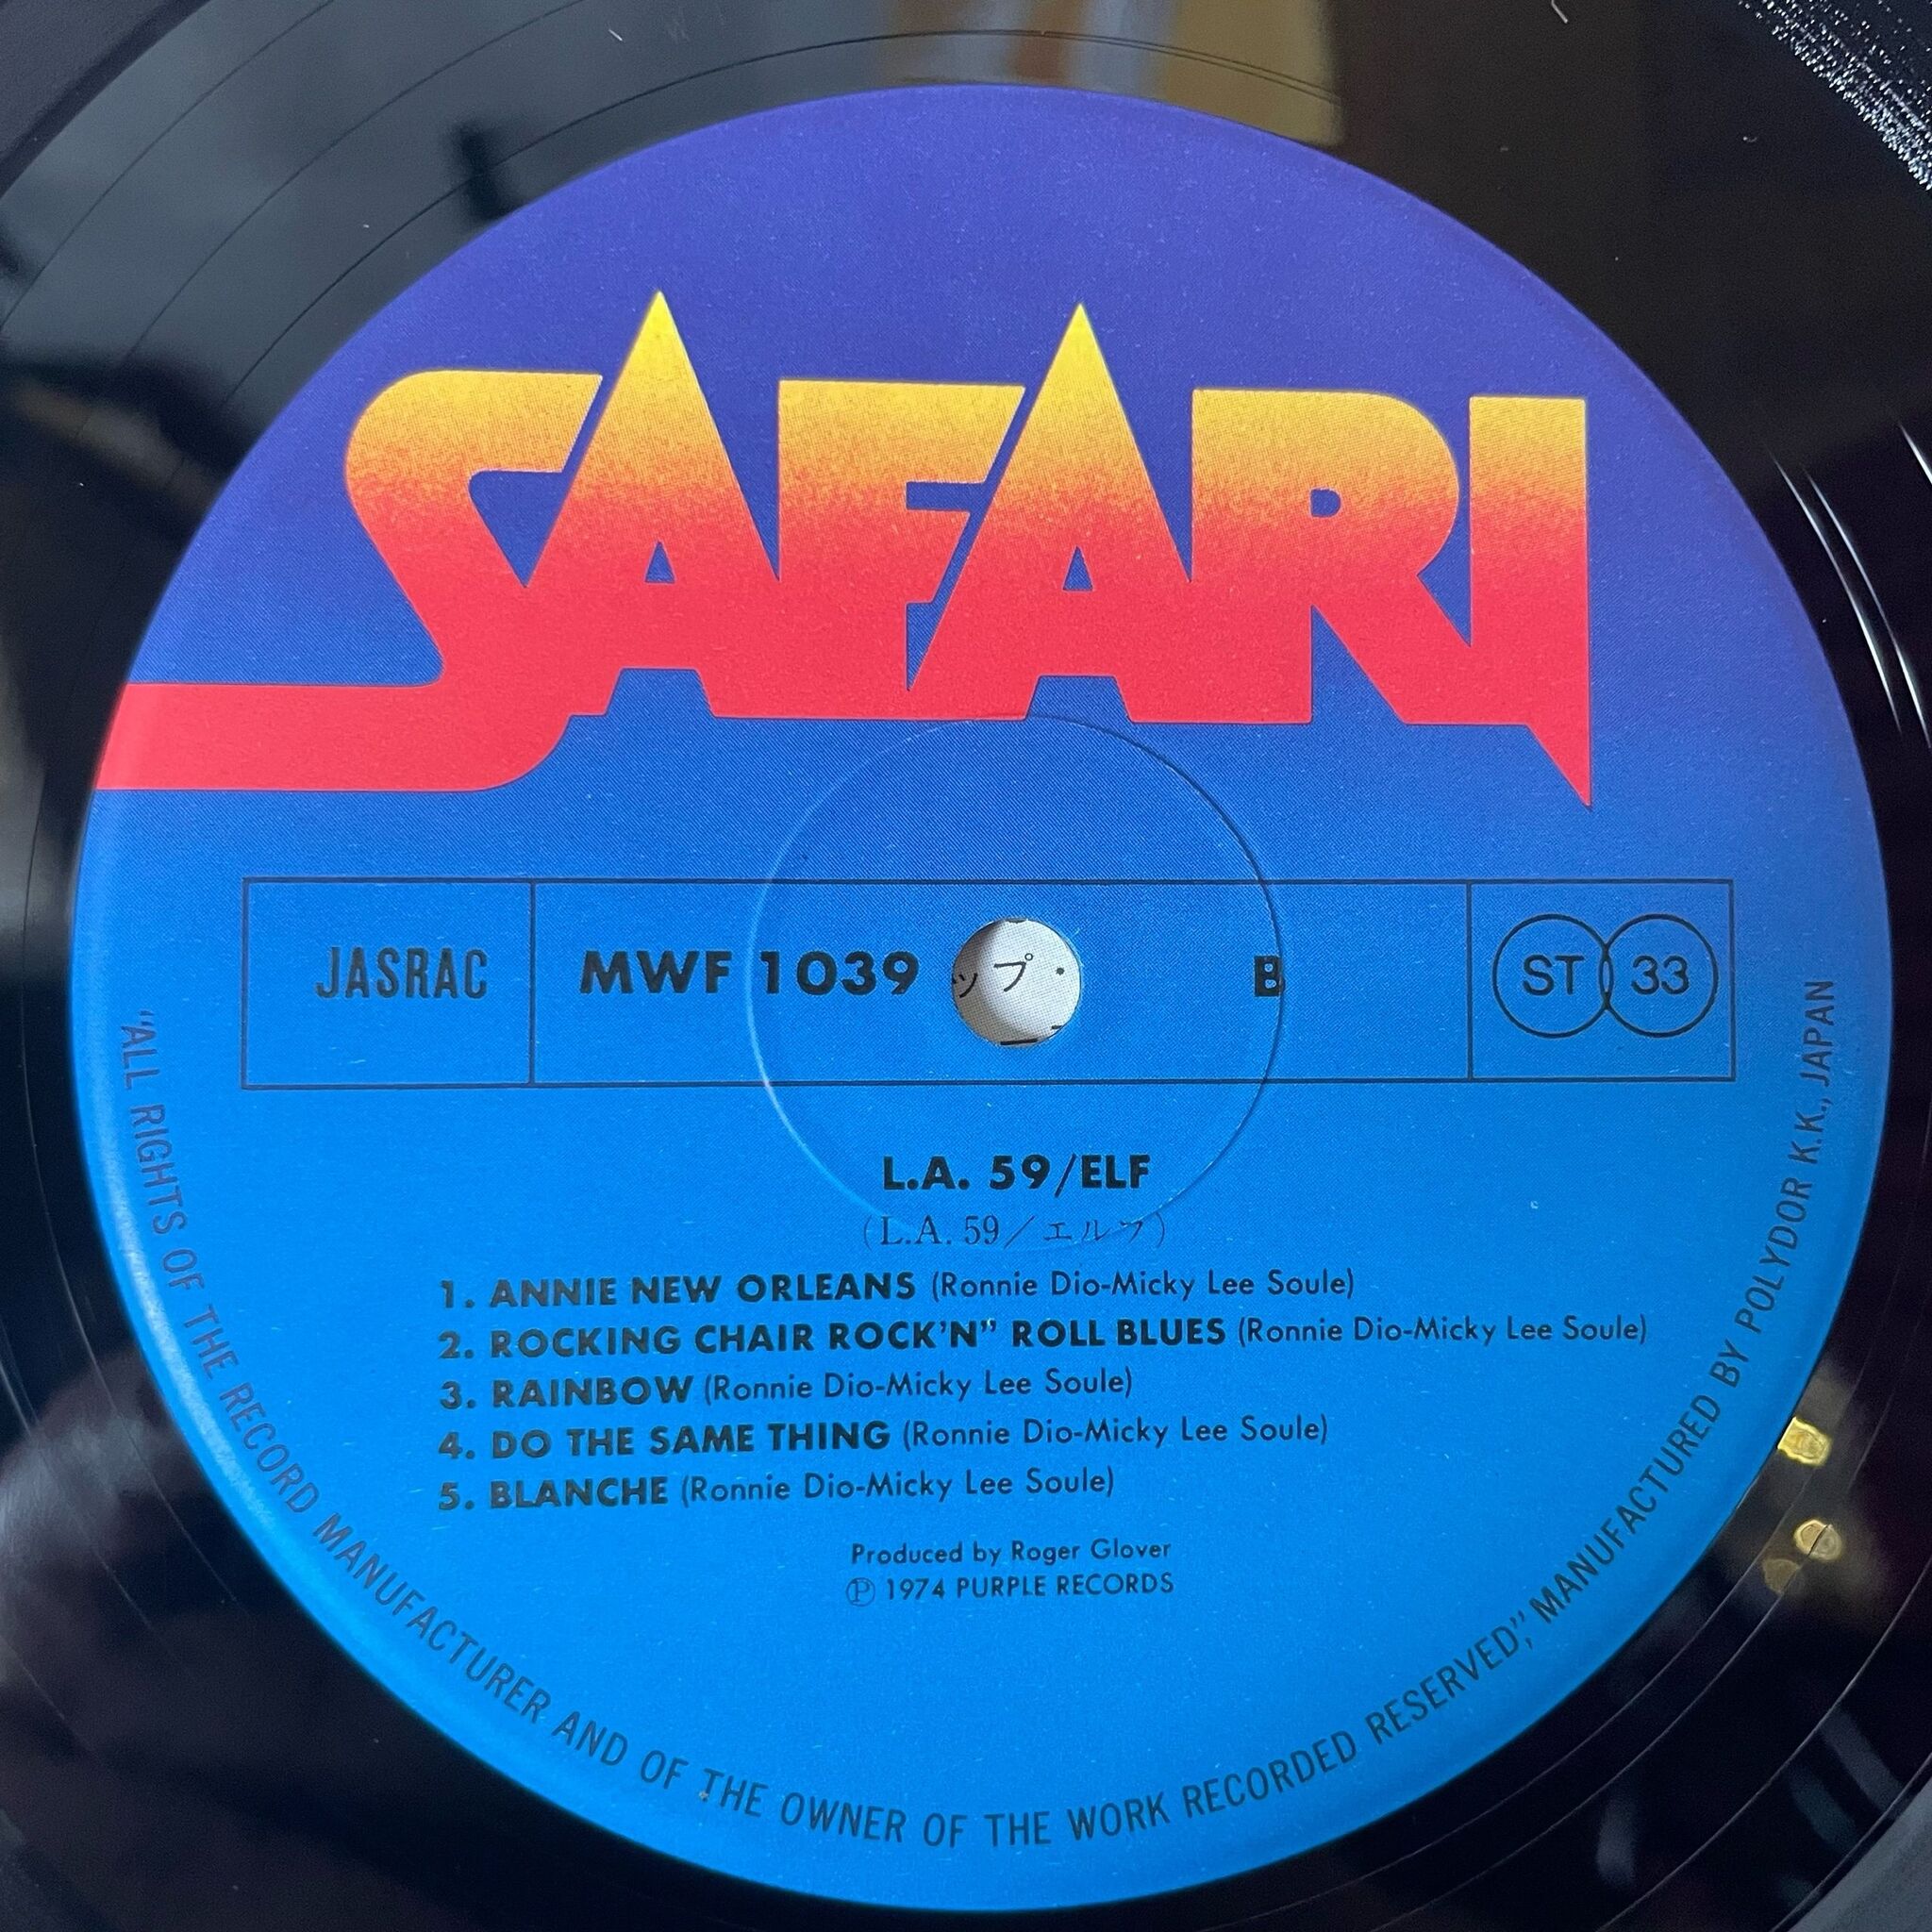 SAFARI
JASRAC
MWF 1039
ップ・
B
ST 33
L.A. 59/ELF
(L.A. 59／エルフ)
1. ANNIE NEW ORLEANS (Ronnie Dio-Micky Lee Soule)
2. ROCKING CHAIR ROCK'N" ROLL BLUES (Ronnie Dio-Micky Lee Soule)
3. RAINBOW (Ronnie Dio-Micky Lee Soule)
4. DO THE SAME THING (Ronnie Dio-Micky Lee Soule)
5. BLANCHE (Ronnie Dio-Micky Lee Soule)
Produced by Roger Glover
Ⓟ 1974 PURPLE RECORDS
"ALL RIGHTS OF THE RECORD MANUFACTURER AND OF THE OWNER OF THE WORK RECORDED RESERVED", MANUFACTURED BY POLYDOR K.K., JAPAN